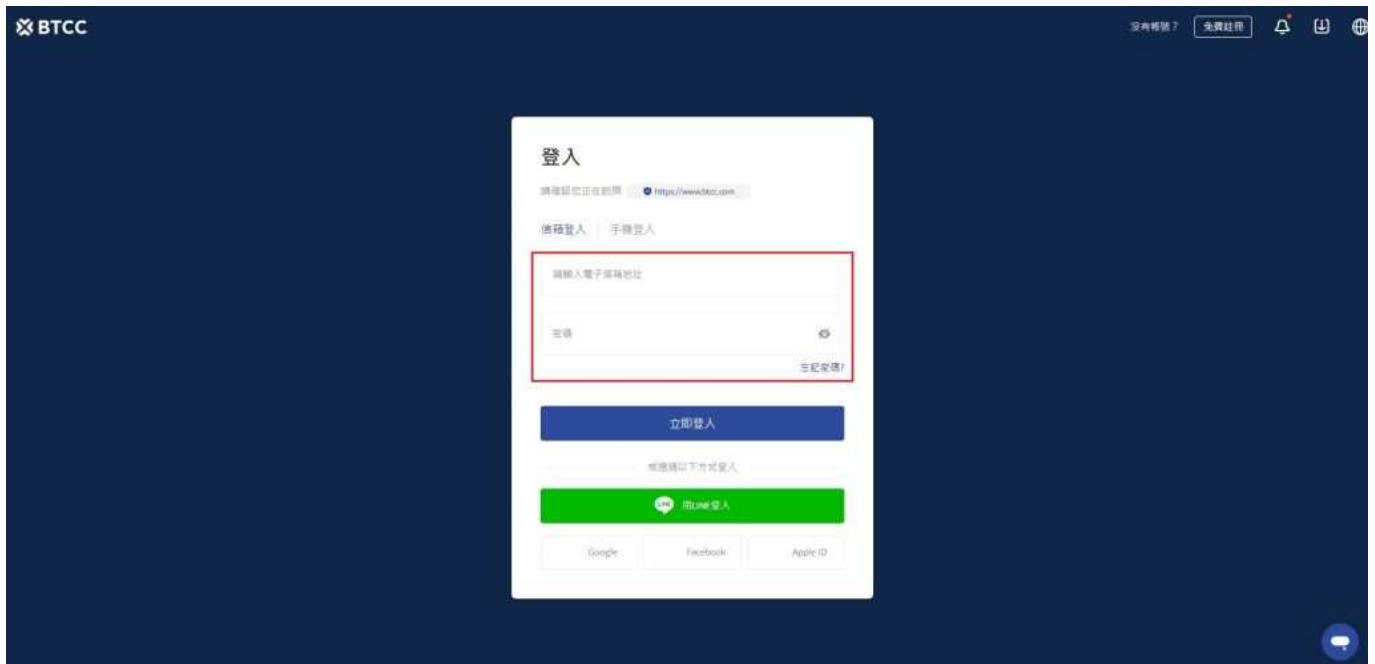 BTCC
沒有帳號？ 免費註冊
登入
請確認您正在訪問 https://www.btcc.com
信箱登入 手機登入
請輸入電子信箱地址
密碼
忘記密碼?
立即登入
或透過以下方式登入
LINE 用LINE登入
Google Facebook Apple ID